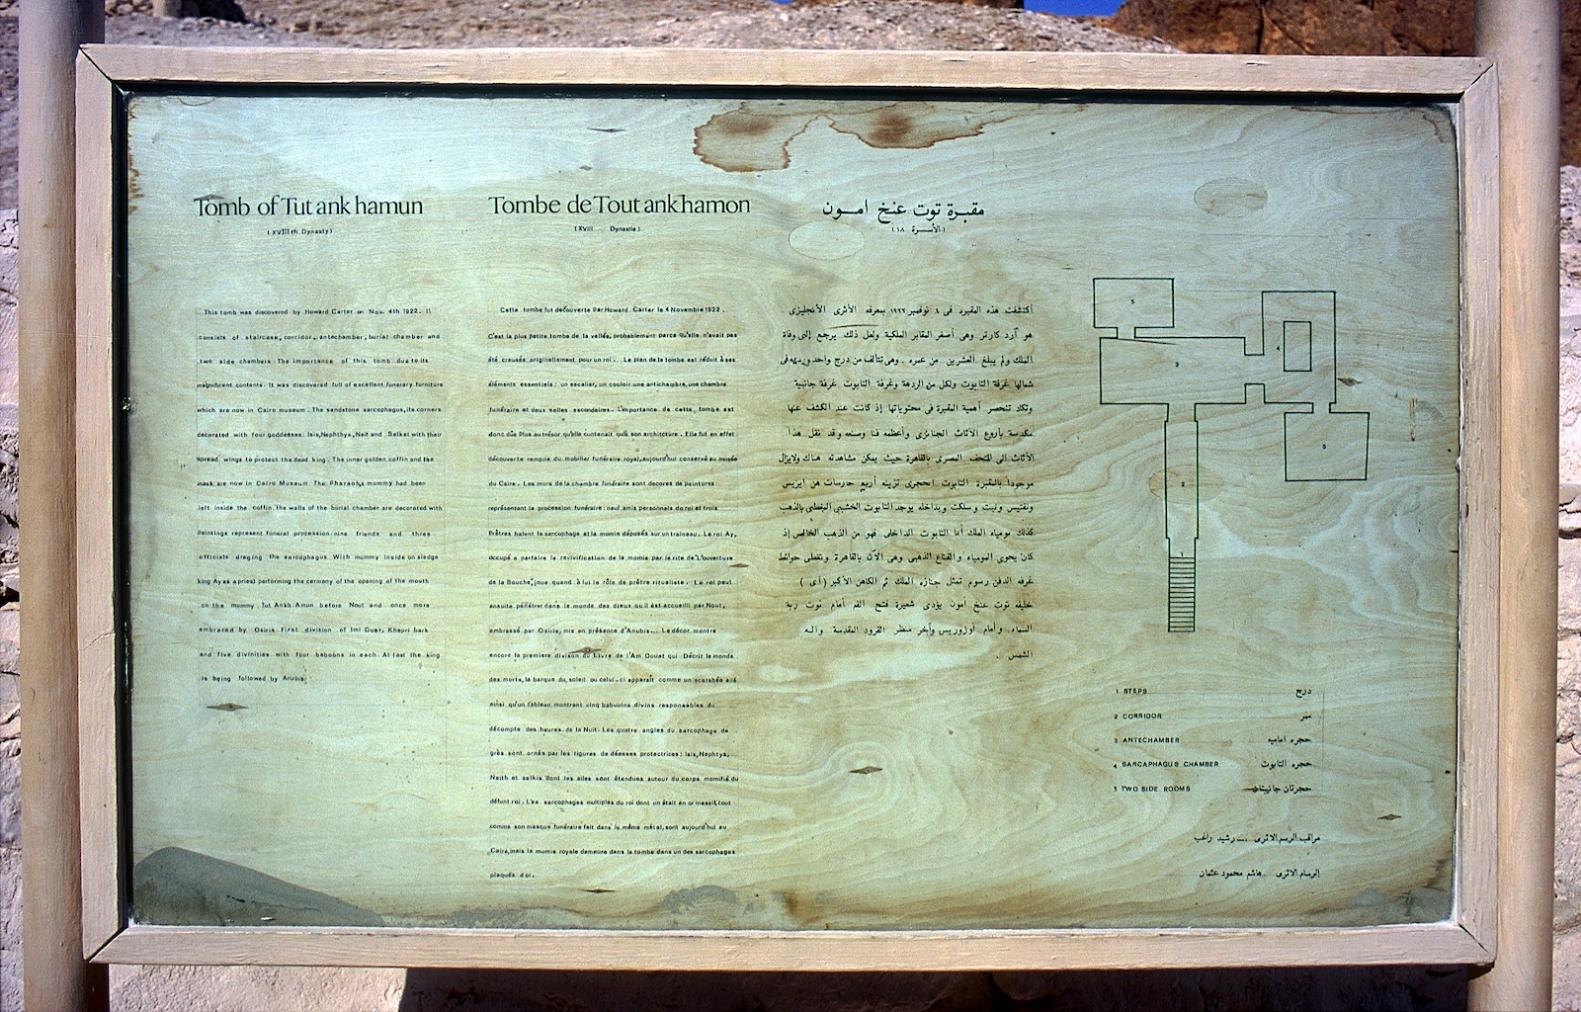 Tomb of Tut ankhamun
(XVIII th Dynasty)
This tomb was discovered by Howard Carter on Nov. 4th 1922. It
consists of staircase, corridor, antechamber, burial chamber and
two side chambers. The importance of this tomb due to its
magnificent contents. It was discovered full of excellent funerary furniture
which are now in Cairo museum. The sandstone sarcophagus, its corners
decorated with four goddesses: Isis, Nephthys, Neit and Selket with their
spread wings to protect the dead king. The inner golden coffin and the
mask are now in Cairo Museum The Pharaohs mummy had been
left inside the coffin. The walls of the burial chamber are decorated with
Paintings represent funeral procession: nine friends and three
officials draging the sarcophagus. With mummy inside on sledge
king Ay as a priest performing the cermony of the opening of the mouth
on the mummy. Tut Ankh Amun before Nout and once more
embraced by Osiris First division of Imi Duat, Khepri bark
and five divinities with four baboons in each. At last the king
is being followed by Anubis
Tombe de Tout ankhamon
(XVIII Dynastie)
Cette tombe fut découverte Par Howard Carter le 4 Novembre 1922.
C'est la plus petite tombe de la vallée, probablement parce qu'elle n'avait pas
été creusée originellement pour un roi. Le plan de la tombe est réduit à ses
éléments essentiels: un escalier, un couloir, une antichambre, une chambre
funéraire et deux salles secondaires. L'importance de cette tombe est
donc due Plus au trésor qu'elle contenait qu'à son architcture. Elle fut en effet
découverte remplie du mobilier funéraire royal, aujourd'hui conservé au musée
du Caire. Les murs de la chambre funéraire sont decores de peintures
représentant la procession funéraire: neuf amis personnels de roi et trois
Prêtres halent le sarcophage et la momie déposés sur un traineau. Le roi Ay,
occupé a parfaire la revivification de la momie par le rite de "L'ouverture
de la Bouche", joue quand à lui le rôle de prêtre ritualiste. Le roi peut
ensuite pénétrer dans le monde des dieux ou il est accueilli par Nout,
embrassé par Osiris, mis en présence d'Anubis... Le décor montre
encore la premiere divison du Livre de l'Am Douat qui Décrit le monde
des morts, la barque du soleil ou celui-ci apparaît comme un scarabée ailé
ainsi qu'un tableau montrant cinq babouins divins responsables du
décompte des heures de la Nuit: Les quatre angles du sarcophage de
grès sont ornés par les figures de déesses protectrices: Isis, Nephtys,
Neith et selkis dont les ailes sont étendues autour du corps momifié du
défunt roi. Les sarcophages multiples du roi dont un était en or massif, tout
comme son masque funéraire fait dans le même métal, sont aujourd'hui au
Caire, mais la momie royale demeure dans la tombe dans un des sarcophages
plaqués d'or.
مقبرة توت عنخ امون
(الأسرة ١٨)
أكتشفت هذه المقبره فى ٤ نوفمبر ١٩٢٢ بمعرفه الأثرى الأنجليزى
هوارد كارتر وهى أصغر المقابر الملكية ولعل ذلك يرجع إلى وفاة
الملك ولم يبلغ العشرين من عمره. وهى تتألف من درج واحد وردهه فى
شمالها غرفة التابوت ولكل من الردهة وغرفة التابوت غرفة جانبية
وتكاد تنحصر أهمية المقبرة فى محتوياتها إذ كانت عند الكشف عنها
مكدسة بأروع الأثاث الجنائزى وأعظمه فنا وصنعه وقد نقل هذا
الأثاث الى المتحف المصرى بالقاهرة حيث يمكن مشاهدته هناك ولايزال
موجوداً بالمقبرة التابوت الحجرى تزينه أربع حارسات هن ايزيس
ونفتيس ونيت وسلكت وبداخله يوجد التابوت الخشبى المغطى بالذهب
كذلك مومياء الملك أما التابوت الداخلى فهو من الذهب الخالص إذ
كان يحوى المومياء والقناع الذهبى وهى الآن بالقاهرة وتغطى حوائط
غرفه الدفن رسوم تمثل جنازه الملك ثم الكاهن الأكبر (أى)
خليفه توت عنخ أمون يؤدى شعيرة فتح الفم أمام نوت ربة
السماء وأمام أوزوريس وأخر منظر القرود المقدسة واله
الشمس.
5
4
3
5
2
1
1 STEPS درج
2 CORRIDOR ممر
3 ANTECHAMBER حجره اماميه
4 SARCAPHAGUS CHAMBER حجره التابوت
5 TWO SIDE ROOMS حجرتان جانبيتان
مراقب الرسم الاثرى ... رشيد راغب
الرسام الاثرى .. هاشم محمود عثمان